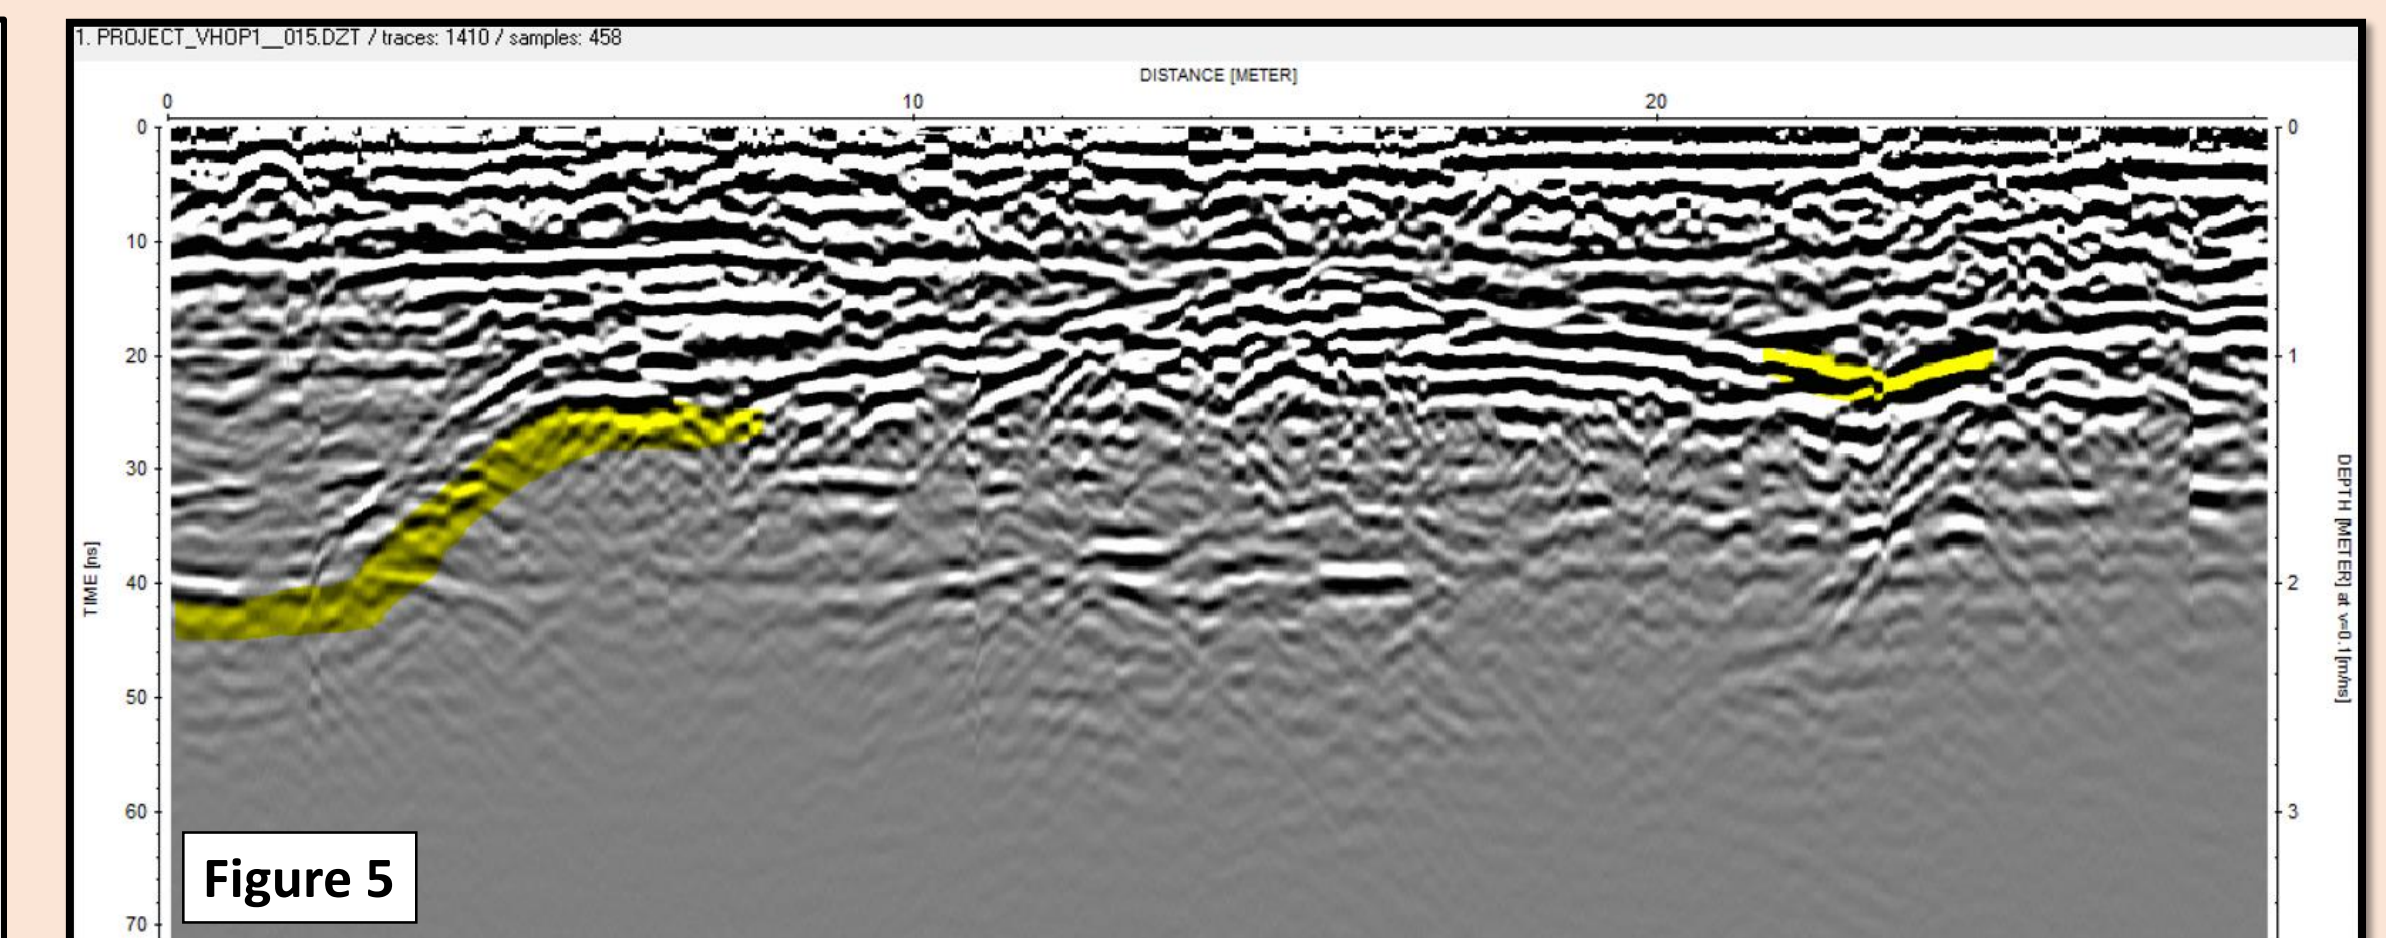 1. PROJECT_VHOP1__015.DZT / traces: 1410 / samples: 458
DISTANCE [METER]
0 10 20
0
10
20
30
40
50
60
70
TIME [ns]
0
1
2
3
DEPTH [METER] at v=0.1 [m/ns]
Figure 5